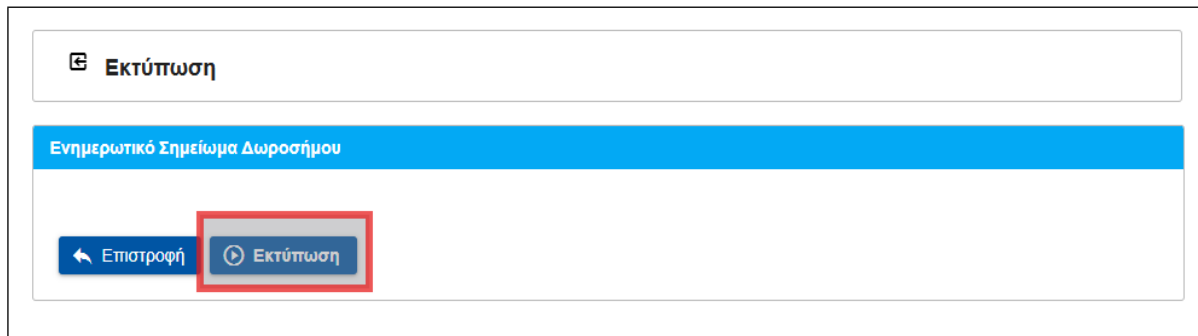 Εκτύπωση
Ενημερωτικό Σημείωμα Δωροσήμου
Επιστροφή Εκτύπωση